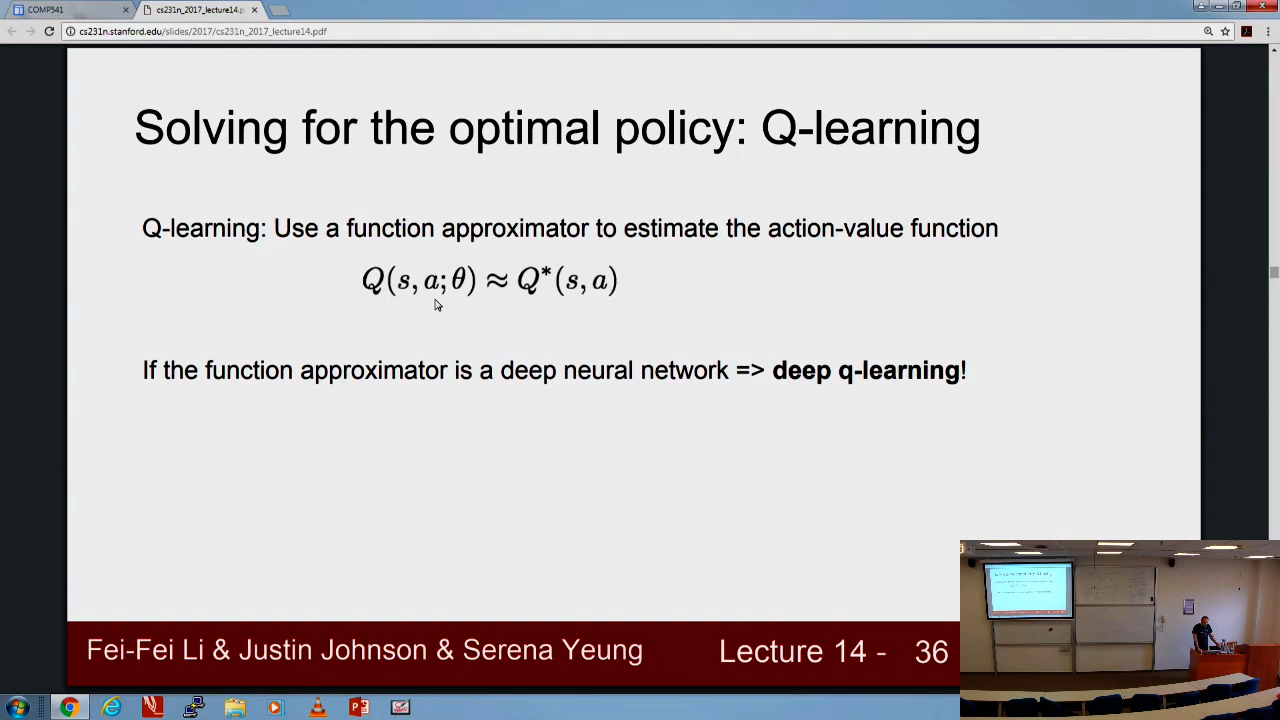 COMP541
cs231n_2017_lecture14.p
cs231n.stanford.edu/slides/2017/cs231n_2017_lecture14.pdf
Solving for the optimal policy: Q-learning
Q-learning: Use a function approximator to estimate the action-value function
Q(s, a; θ) ≈ Q*(s, a)
If the function approximator is a deep neural network => deep q-learning!
Fei-Fei Li & Justin Johnson & Serena Yeung
Lecture 14 - 36